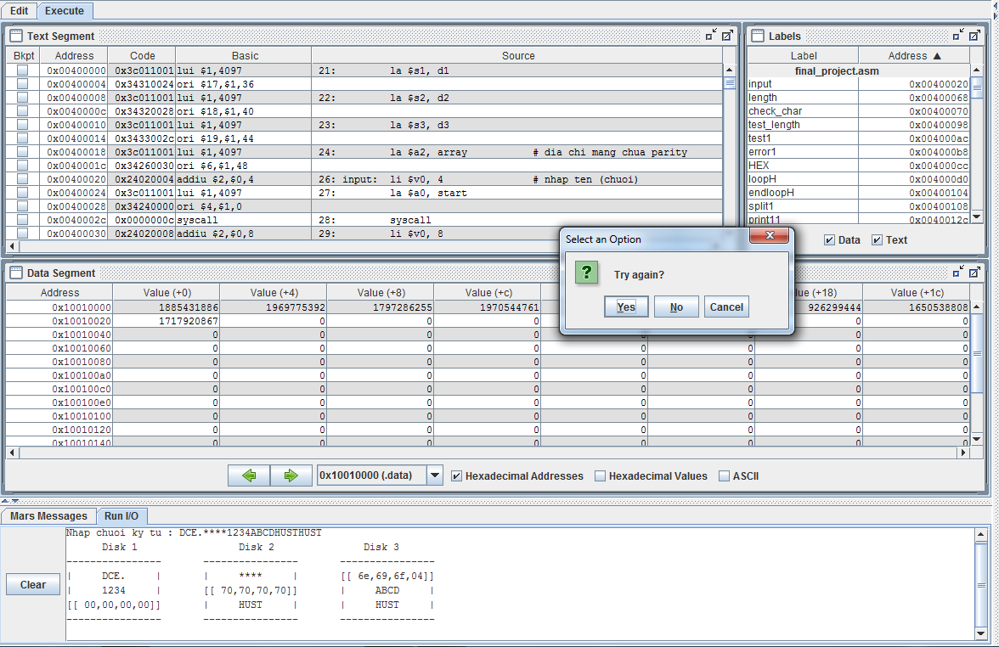 Edit Execute
Text Segment
Bkpt Address Code Basic Source
0x00400000 0x3c011001 lui $1,4097 21: la $s1, d1
0x00400004 0x34310024 ori $17,$1,36
0x00400008 0x3c011001 lui $1,4097 22: la $s2, d2
0x0040000c 0x34320028 ori $18,$1,40
0x00400010 0x3c011001 lui $1,4097 23: la $s3, d3
0x00400014 0x3433002c ori $19,$1,44
0x00400018 0x3c011001 lui $1,4097 24: la $a2, array # dia chi mang chua parity
0x0040001c 0x34260030 ori $6,$1,48
0x00400020 0x24020004 addiu $2,$0,4 26: input: li $v0, 4 # nhap ten (chuoi)
0x00400024 0x3c011001 lui $1,4097 27: la $a0, start
0x00400028 0x34240000 ori $4,$1,0
0x0040002c 0x0000000c syscall 28: syscall
0x00400030 0x24020008 addiu $2,$0,8 29: li $v0, 8
Labels
Label Address ▲
final_project.asm
input 0x00400020
length 0x00400068
check_char 0x00400070
test_length 0x00400098
test1 0x004000ac
error1 0x004000b8
HEX 0x004000cc
loopH 0x004000d0
endloopH 0x00400104
split1 0x00400108
print11 0x0040012c
Data Text
Select an Option
Try again?
Yes No Cancel
Data Segment
Address Value (+0) Value (+4) Value (+8) Value (+c) lue (+18) Value (+1c)
0x10010000 1885431886 1969775392 1797286255 1970544761 926299444 1650538808
0x10010020 1717920867 0 0 0 0 0
0x10010040 0 0 0 0 0 0 0 0
0x10010060 0 0 0 0 0 0 0 0
0x10010080 0 0 0 0 0 0 0 0
0x100100a0 0 0 0 0 0 0 0 0
0x100100c0 0 0 0 0 0 0 0 0
0x100100e0 0 0 0 0 0 0 0 0
0x10010100 0 0 0 0 0 0 0 0
0x10010120 0 0 0 0 0 0 0 0
0x10010140 0 0 0 0 0 0 0 0
0x10010000 (.data) Hexadecimal Addresses Hexadecimal Values ASCII
Mars Messages Run I/O
Clear
Nhap chuoi ky tu : DCE.****1234ABCDHUSTHUST
Disk 1 Disk 2 Disk 3
---------------- ---------------- ----------------
| DCE. | | **** | [[ 6e,69,6f,04]]
| 1234 | [[ 70,70,70,70]] | ABCD |
[[ 00,00,00,00]] | HUST | | HUST |
---------------- ---------------- ----------------